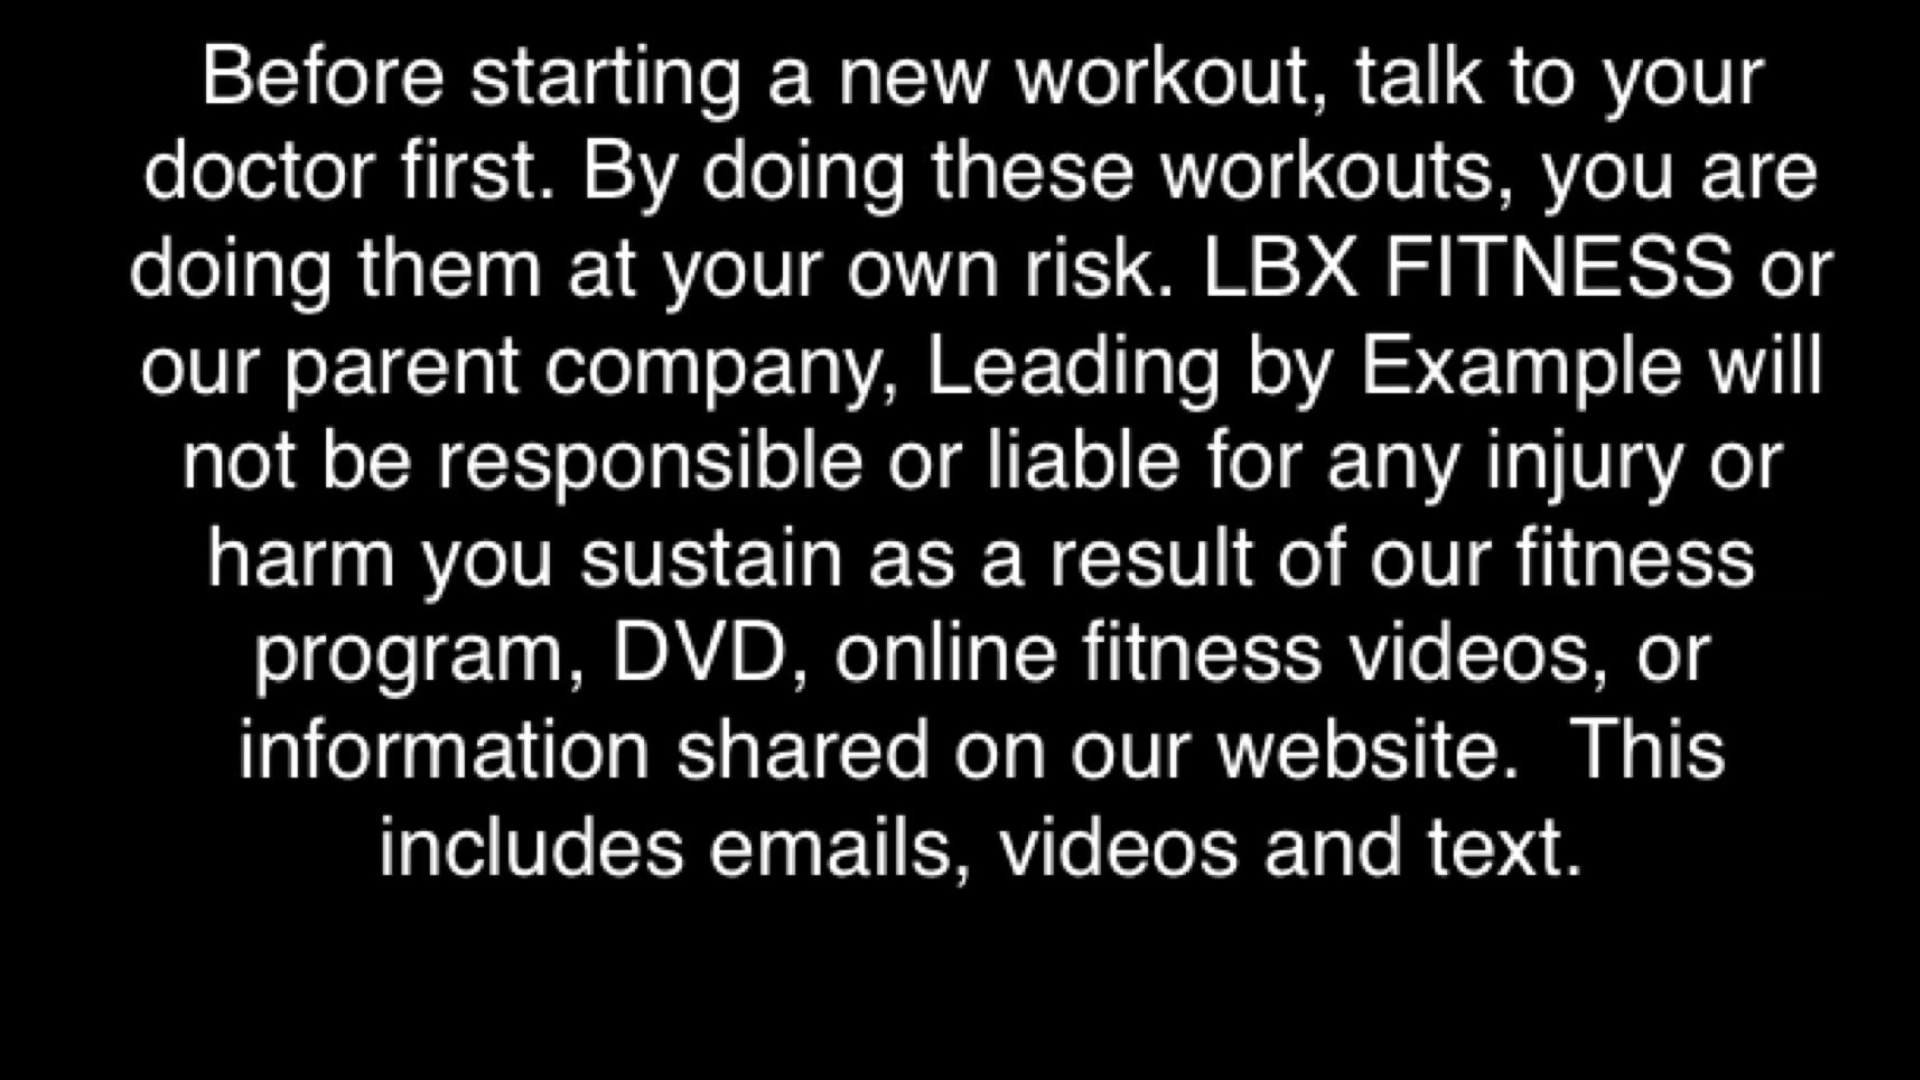 Before starting a new workout, talk to your
doctor first. By doing these workouts, you are
doing them at your own risk. LBX FITNESS or
our parent company, Leading by Example will
not be responsible or liable for any injury or
harm you sustain as a result of our fitness
program, DVD, online fitness videos, or
information shared on our website.  This
includes emails, videos and text.